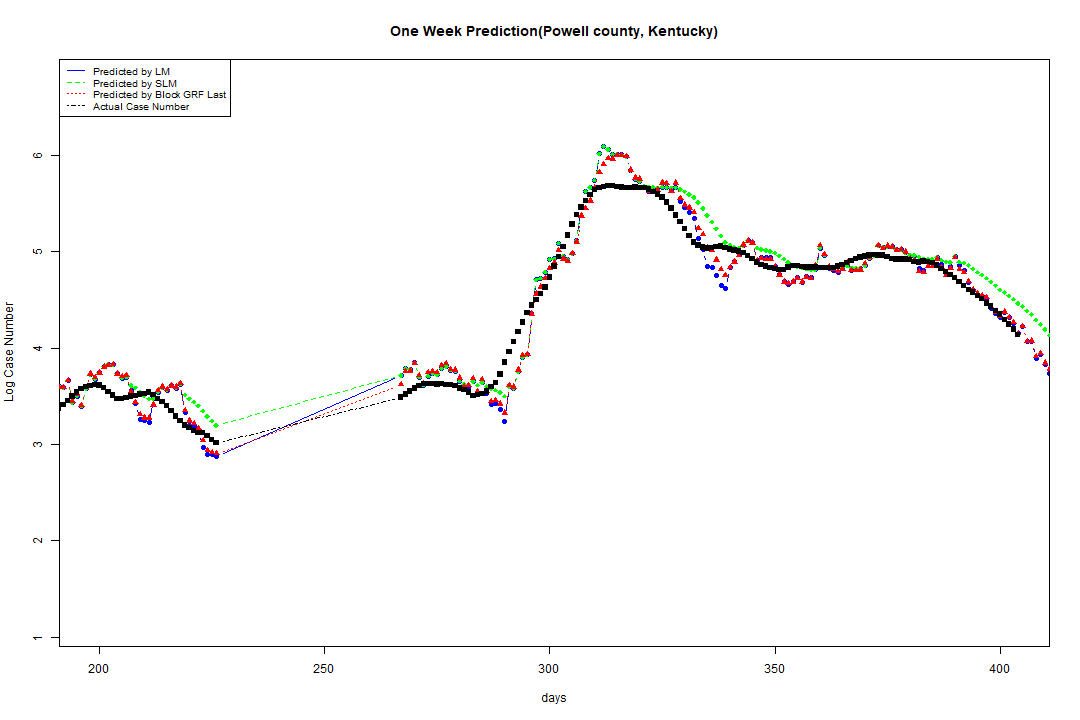 One Week Prediction(Powell county, Kentucky)
Predicted by LM
Predicted by SLM
Predicted by Block GRF Last
Actual Case Number
Log Case Number
6
5
4
3
2
1
200 250 300 350 400
days